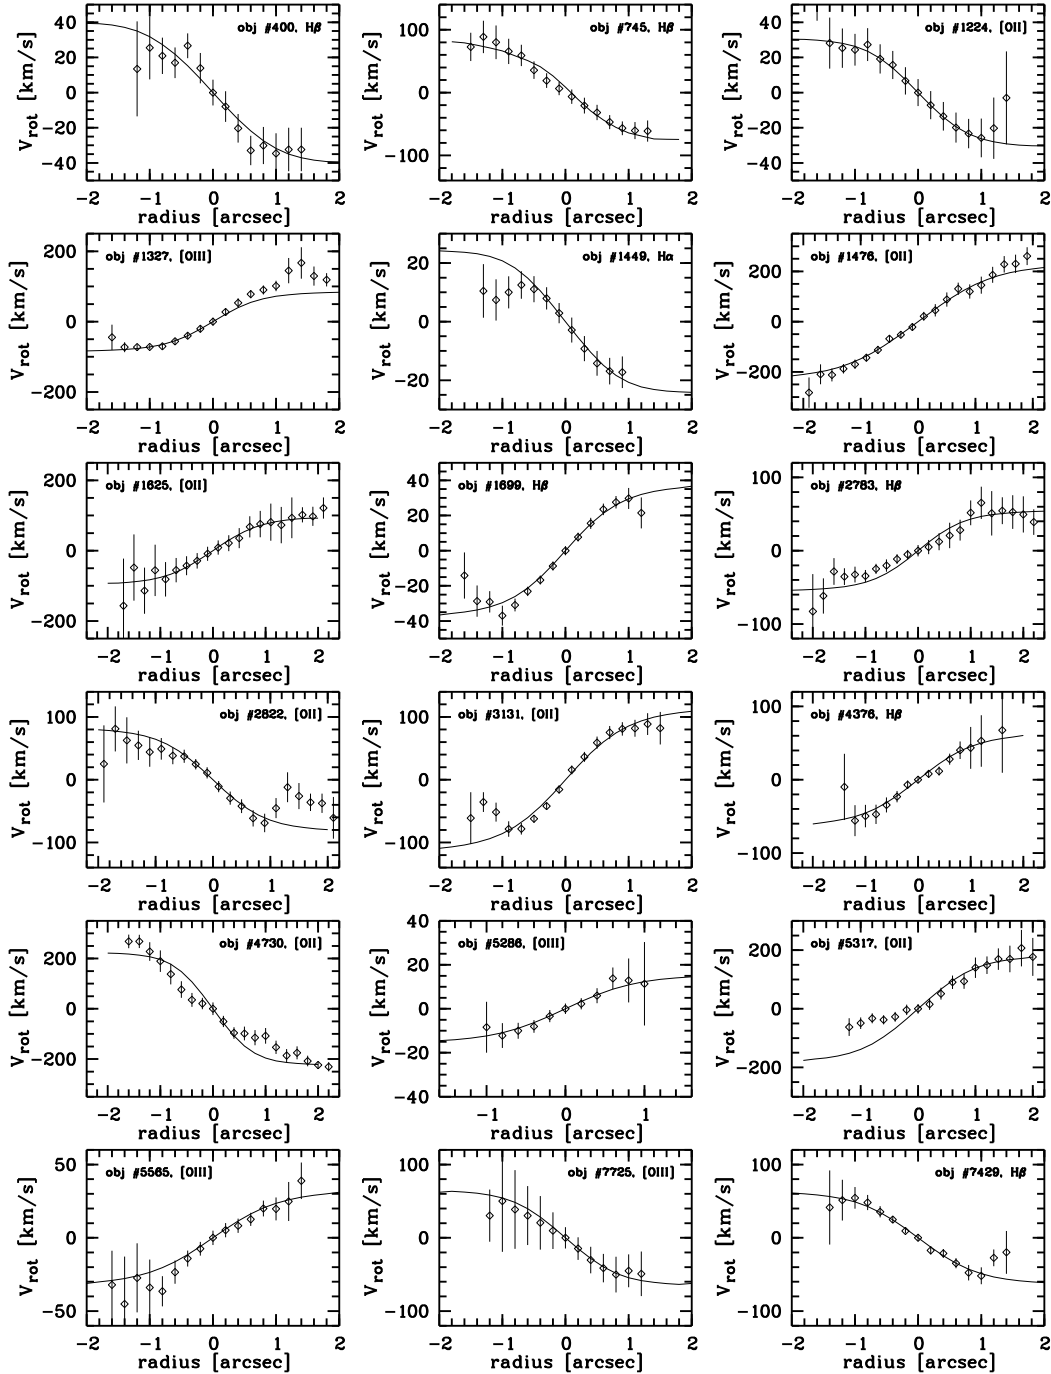 obj #400, Hβ
40
20
0
−20
−40
V_rot [km/s]
−2 −1 0 1 2
radius [arcsec]
obj #745, Hβ
100
0
−100
V_rot [km/s]
−2 −1 0 1 2
radius [arcsec]
obj #1224, [OII]
40
20
0
−20
−40
V_rot [km/s]
−2 −1 0 1 2
radius [arcsec]
obj #1327, [OIII]
200
0
−200
V_rot [km/s]
−2 −1 0 1 2
radius [arcsec]
obj #1449, Hα
20
0
−20
V_rot [km/s]
−2 −1 0 1 2
radius [arcsec]
obj #1476, [OII]
200
0
−200
V_rot [km/s]
−2 −1 0 1 2
radius [arcsec]
obj #1625, [OII]
200
0
−200
V_rot [km/s]
−2 −1 0 1 2
radius [arcsec]
obj #1699, Hβ
40
20
0
−20
−40
V_rot [km/s]
−2 −1 0 1 2
radius [arcsec]
obj #2783, Hβ
100
0
−100
V_rot [km/s]
−2 −1 0 1 2
radius [arcsec]
obj #2822, [OII]
100
0
−100
V_rot [km/s]
−2 −1 0 1 2
radius [arcsec]
obj #3131, [OII]
100
0
−100
V_rot [km/s]
−2 −1 0 1 2
radius [arcsec]
obj #4376, Hβ
100
0
−100
V_rot [km/s]
−2 −1 0 1 2
radius [arcsec]
obj #4730, [OII]
200
0
−200
V_rot [km/s]
−2 −1 0 1 2
radius [arcsec]
obj #5286, [OIII]
40
20
0
−20
−40
V_rot [km/s]
−1 0 1
radius [arcsec]
obj #5317, [OII]
200
0
−200
V_rot [km/s]
−2 −1 0 1 2
radius [arcsec]
obj #5565, [OIII]
50
0
−50
V_rot [km/s]
−2 −1 0 1 2
radius [arcsec]
obj #7725, [OIII]
100
0
−100
V_rot [km/s]
−2 −1 0 1 2
radius [arcsec]
obj #7429, Hβ
100
0
−100
V_rot [km/s]
−2 −1 0 1 2
radius [arcsec]